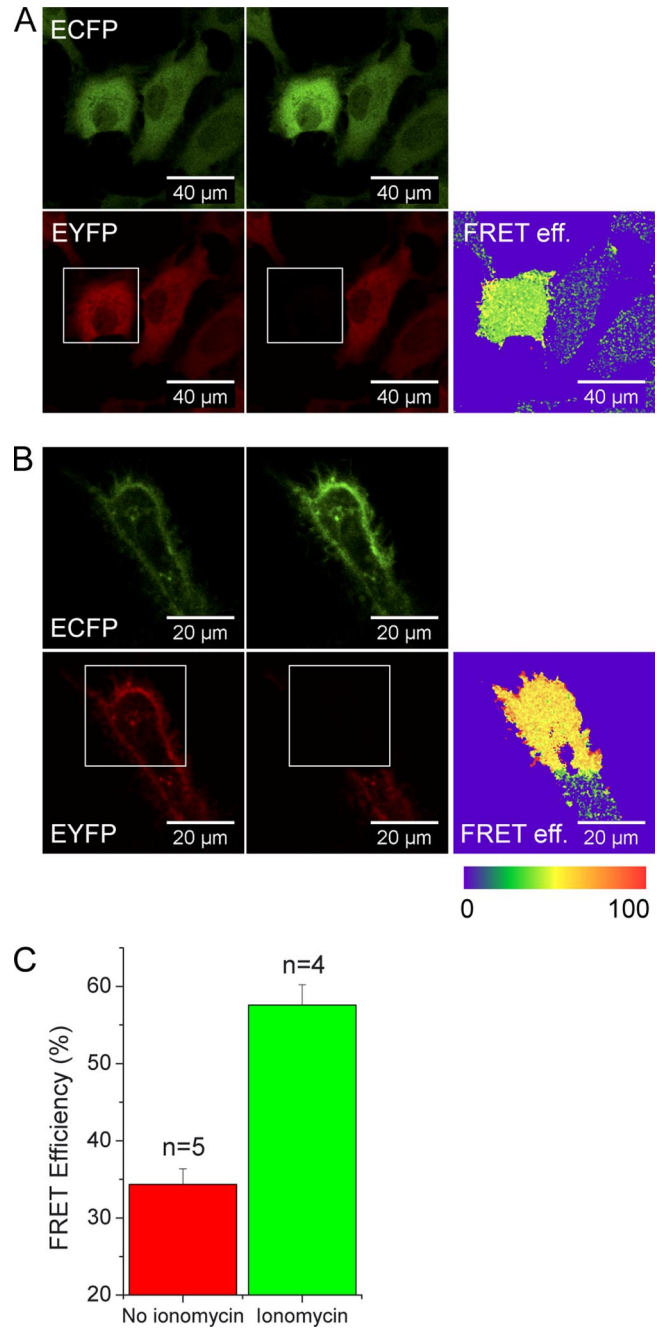 A
ECFP
40 µm
40 µm
EYFP
FRET eff.
40 µm
40 µm
40 µm
B
ECFP
20 µm
20 µm
EYFP
20 µm
20 µm
FRET eff.
20 µm
0
100
C
FRET Efficiency (%)
60
50
40
30
20
n=5
n=4
No ionomycin
Ionomycin